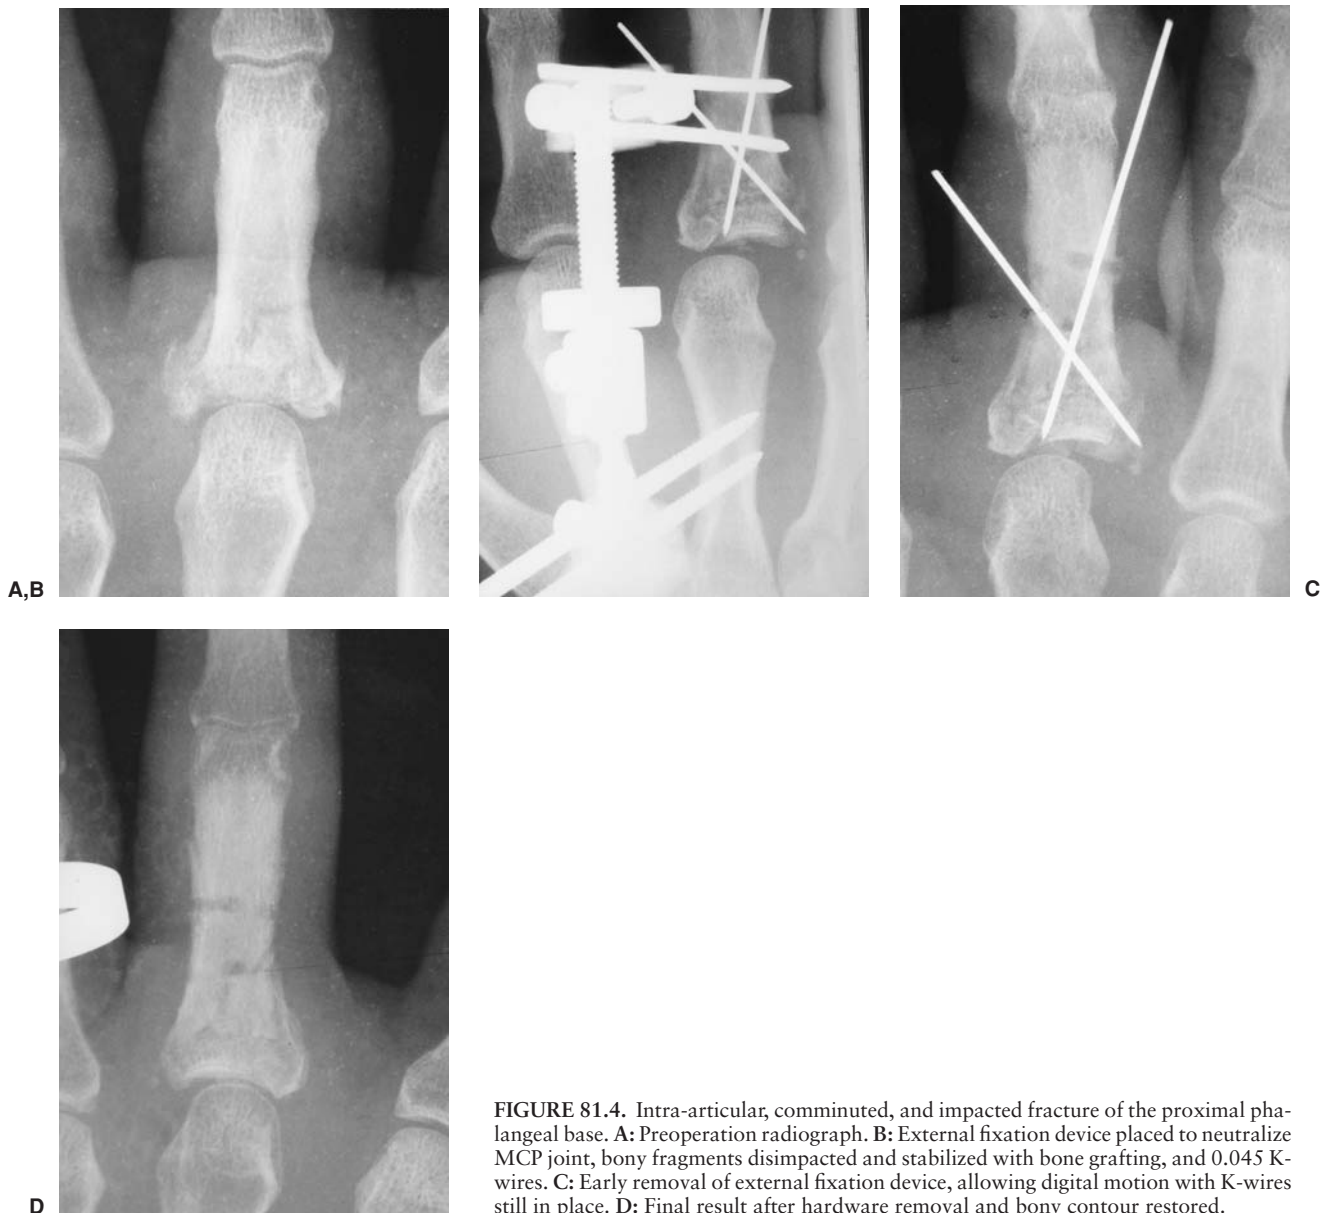 A,B
C
D
FIGURE 81.4. Intra-articular, comminuted, and impacted fracture of the proximal pha-
langeal base. A: Preoperation radiograph. B: External fixation device placed to neutralize
MCP joint, bony fragments disimpacted and stabilized with bone grafting, and 0.045 K-
wires. C: Early removal of external fixation device, allowing digital motion with K-wires
still in place. D: Final result after hardware removal and bony contour restored.